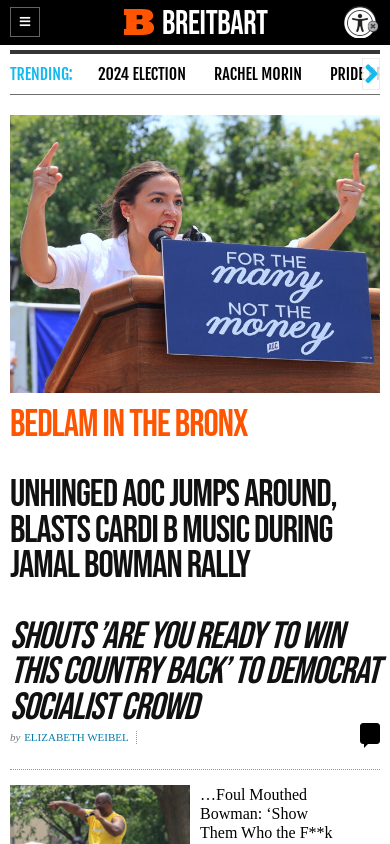 BREITBART
TRENDING: 2024 ELECTION RACHEL MORIN PRIDE
FOR THE
many
NOT THE
money
AOC
BEDLAM IN THE BRONX
UNHINGED AOC JUMPS AROUND,
BLASTS CARDI B MUSIC DURING
JAMAL BOWMAN RALLY
SHOUTS ’ARE YOU READY TO WIN
THIS COUNTRY BACK’ TO DEMOCRAT
SOCIALIST CROWD
by ELIZABETH WEIBEL
…Foul Mouthed
Bowman: ‘Show
Them Who the F**k